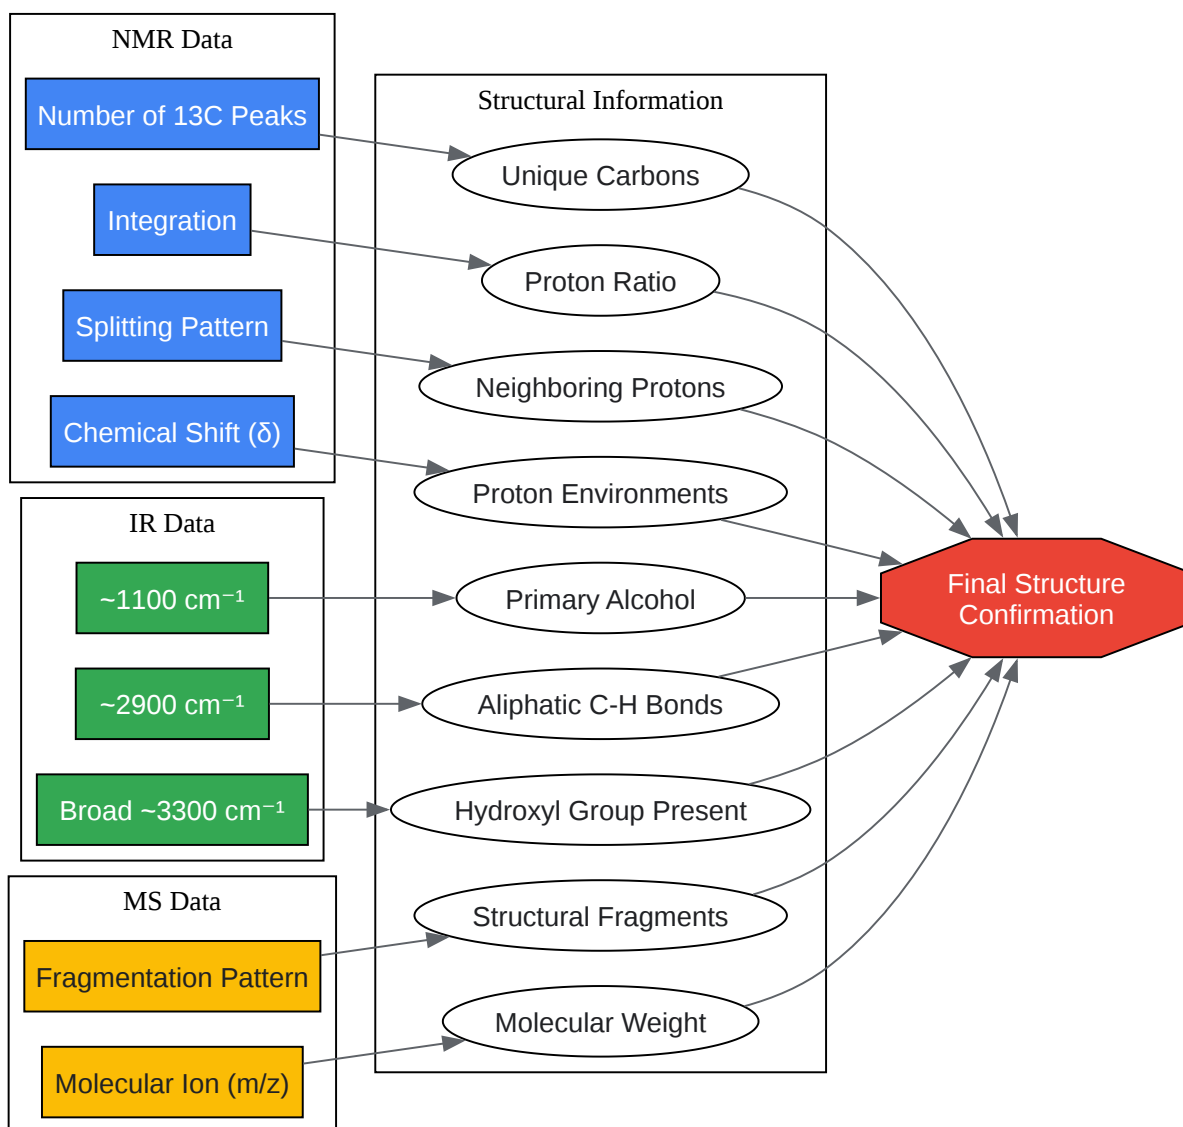 NMR Data
Number of 13C Peaks
Integration
Splitting Pattern
Chemical Shift (δ)
IR Data
~1100 cm⁻¹
~2900 cm⁻¹
Broad ~3300 cm⁻¹
MS Data
Fragmentation Pattern
Molecular Ion (m/z)
Structural Information
Unique Carbons
Proton Ratio
Neighboring Protons
Proton Environments
Primary Alcohol
Aliphatic C-H Bonds
Hydroxyl Group Present
Structural Fragments
Molecular Weight
Final Structure
Confirmation